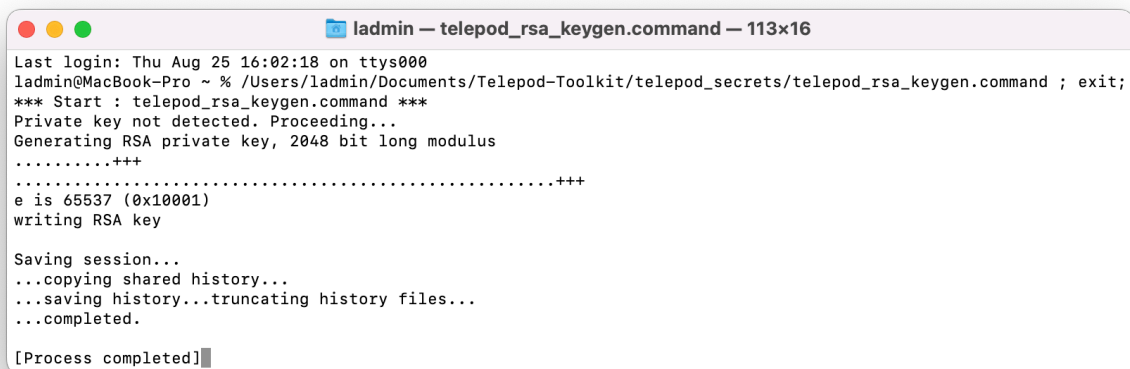 ladmin — telepod_rsa_keygen.command — 113×16
Last login: Thu Aug 25 16:02:18 on ttys000
ladmin@MacBook-Pro ~ % /Users/ladmin/Documents/Telepod-Toolkit/telepod_secrets/telepod_rsa_keygen.command ; exit;
*** Start : telepod_rsa_keygen.command ***
Private key not detected. Proceeding...
Generating RSA private key, 2048 bit long modulus
..........+++
.......................................................+++
e is 65537 (0x10001)
writing RSA key
Saving session...
...copying shared history...
...saving history...truncating history files...
...completed.
[Process completed]